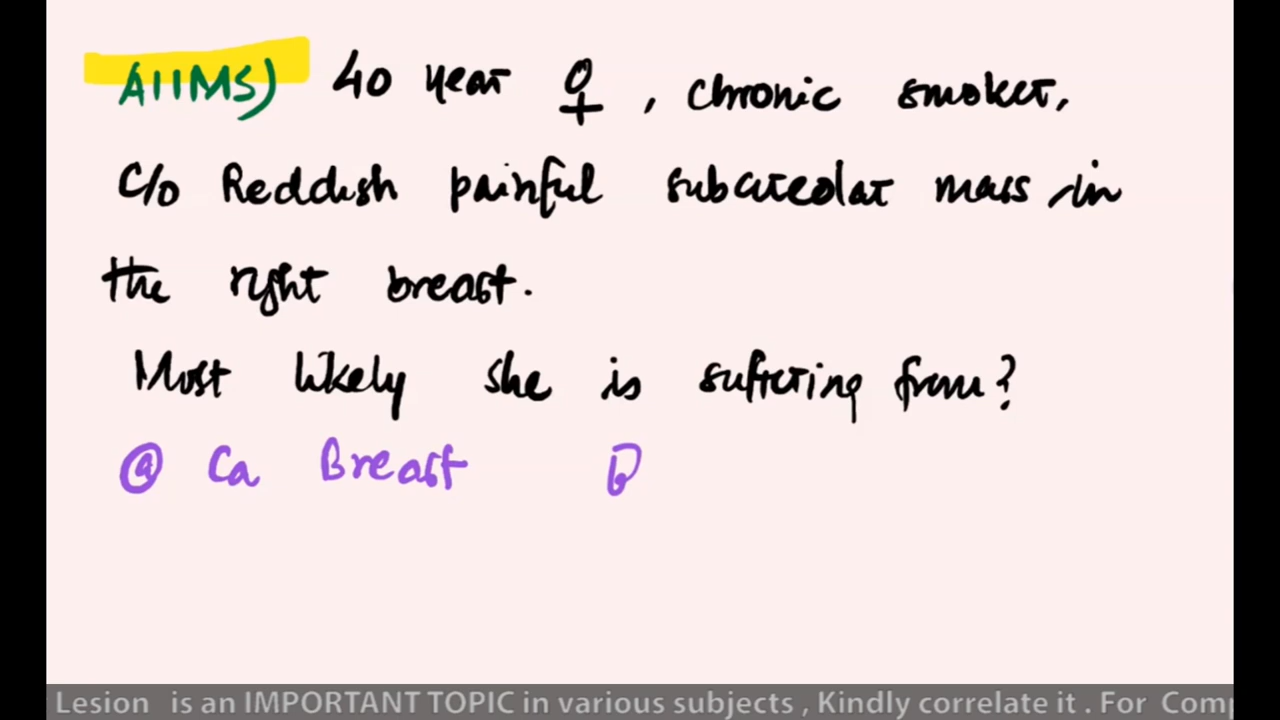 AIIMS) 40 year ♀, chronic smoker,
C/o Reddish painful subareolar mass in
the right breast.
Most likely she is suffering from?
@ Ca Breast
Lesion is an IMPORTANT TOPIC in various subjects , Kindly correlate it . For Comp